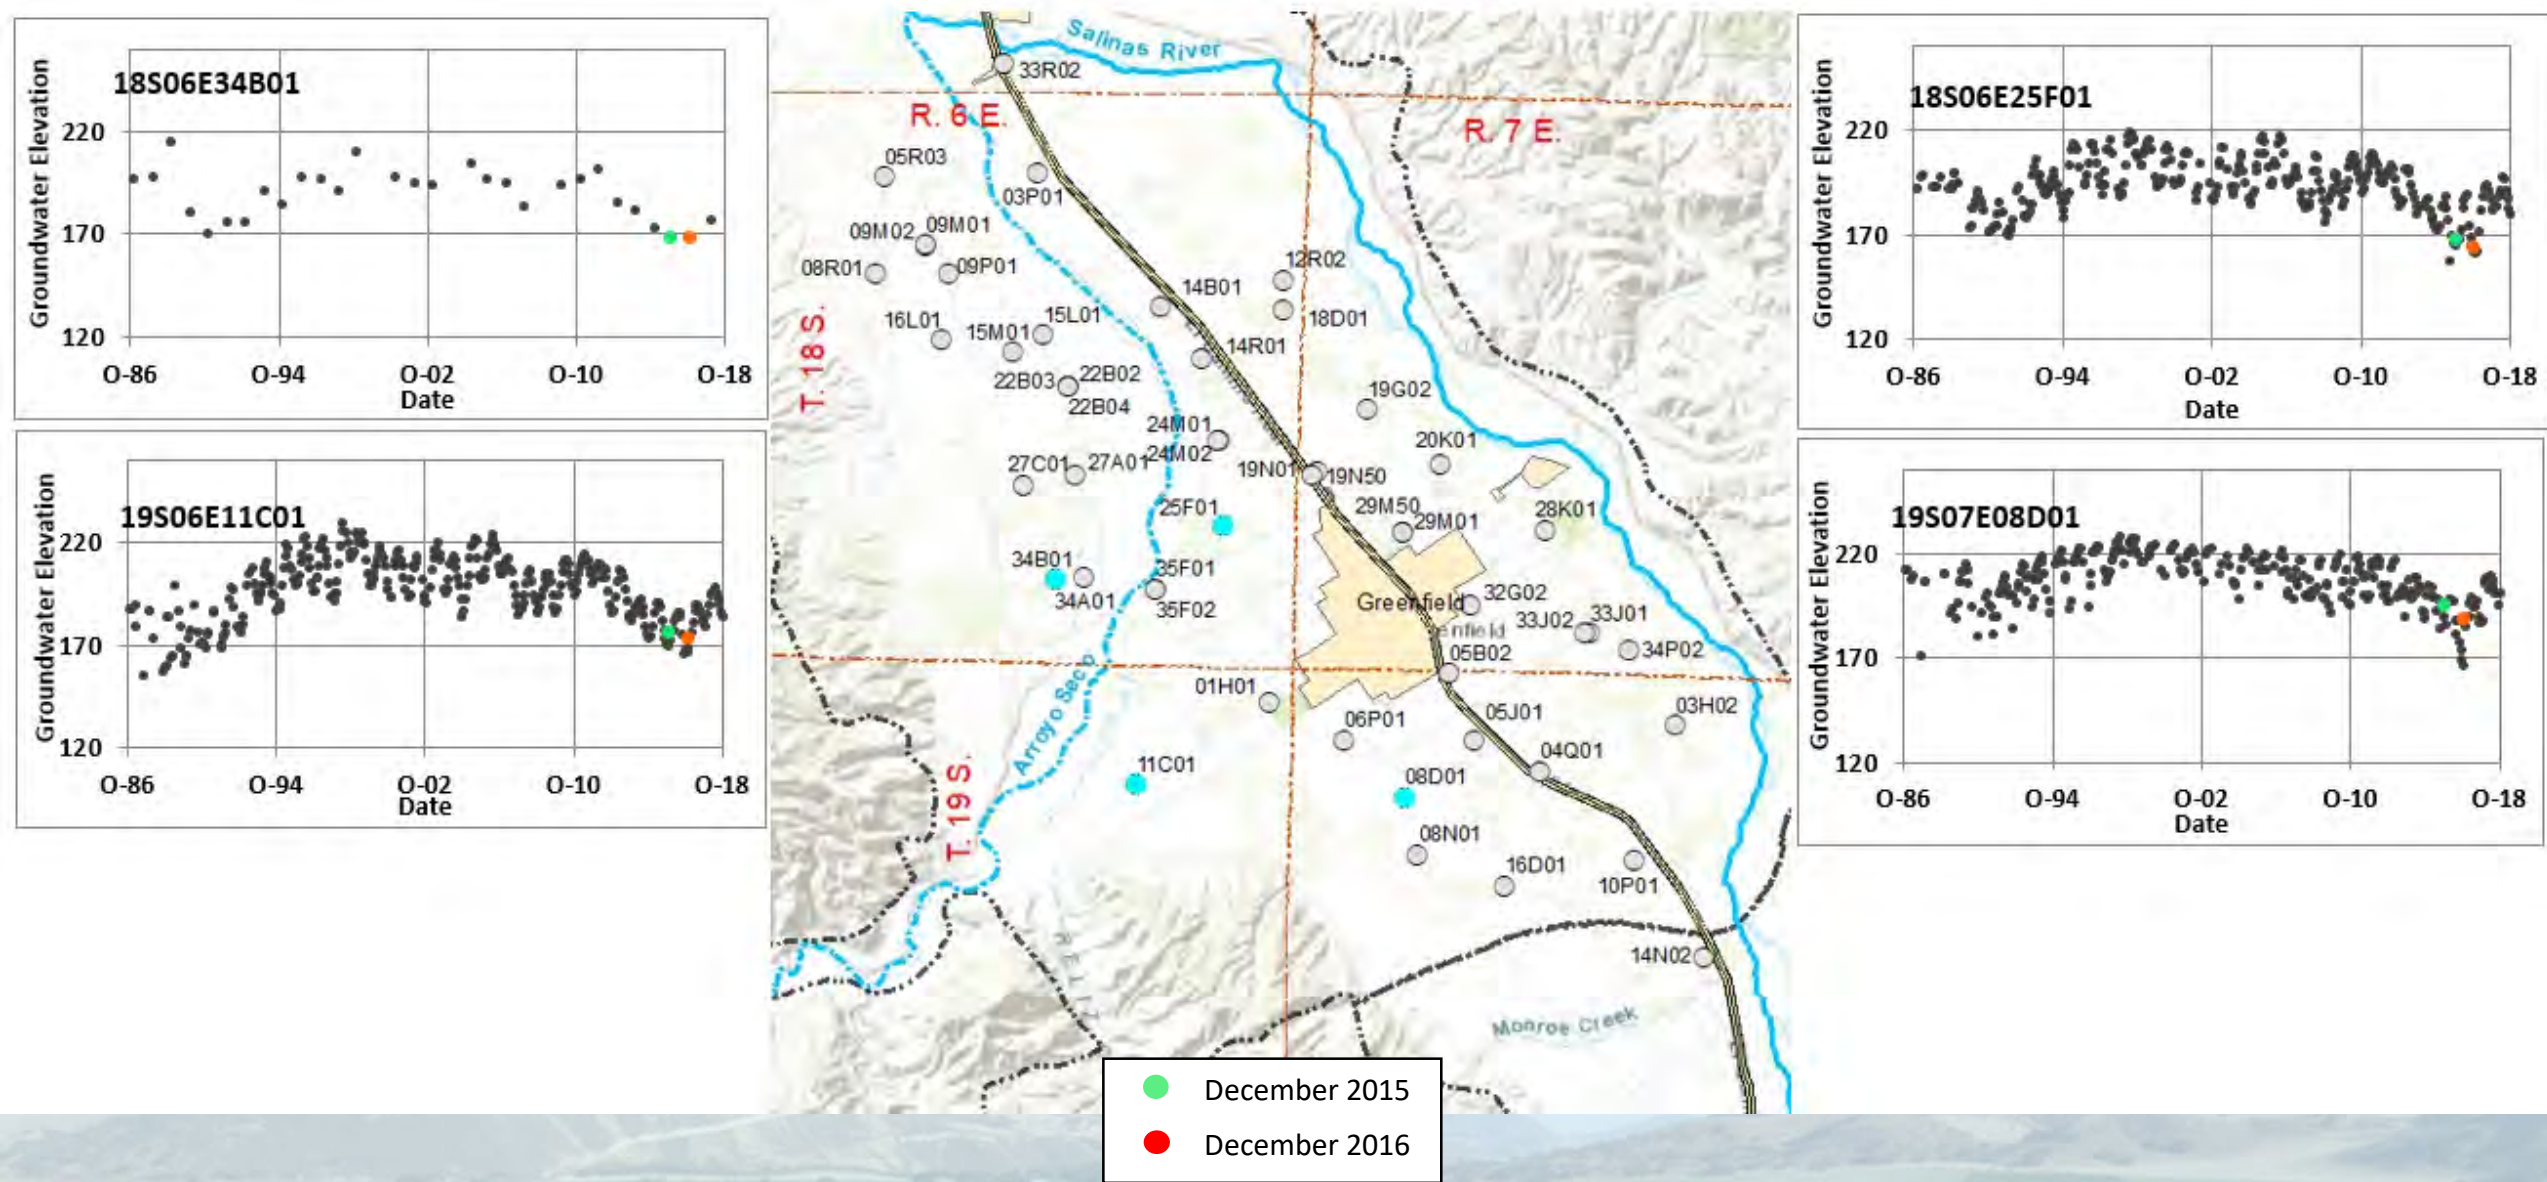 18S06E34B01
Groundwater Elevation
220
170
120
O-86
O-94
O-02
O-10
O-18
Date
19S06E11C01
Groundwater Elevation
220
170
120
O-86
O-94
O-02
O-10
O-18
Date
Salinas River
33R02
R. 6 E.
R. 7 E.
05R03
03P01
09M02
09M01
08R01
09P01
12R02
14B01
18D01
T. 18 S.
16L01
15M01
15L01
14R01
22B03
22B02
22B04
19G02
24M01
24M02
20K01
27C01
27A01
19N01
19N50
25F01
29M50
29M01
28K01
34B01
35F01
34A01
35F02
Greenfield
32G02
enfield
33J02
33J01
34P02
05B02
Arroyo Seco
01H01
06P01
05J01
03H02
04Q01
11C01
08D01
T. 19 S.
08N01
16D01
10P01
14N02
Monroe Creek
18S06E25F01
Groundwater Elevation
220
170
120
O-86
O-94
O-02
O-10
O-18
Date
19S07E08D01
Groundwater Elevation
220
170
120
O-86
O-94
O-02
O-10
O-18
Date
December 2015
December 2016